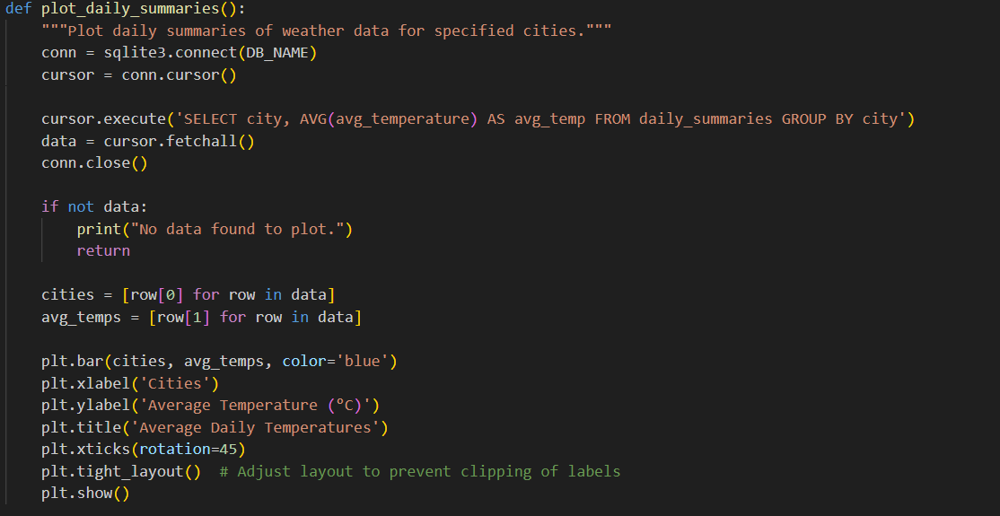 def plot_daily_summaries():
    """Plot daily summaries of weather data for specified cities."""
    conn = sqlite3.connect(DB_NAME)
    cursor = conn.cursor()

    cursor.execute('SELECT city, AVG(avg_temperature) AS avg_temp FROM daily_summaries GROUP BY city')
    data = cursor.fetchall()
    conn.close()

    if not data:
        print("No data found to plot.")
        return

    cities = [row[0] for row in data]
    avg_temps = [row[1] for row in data]

    plt.bar(cities, avg_temps, color='blue')
    plt.xlabel('Cities')
    plt.ylabel('Average Temperature (°C)')
    plt.title('Average Daily Temperatures')
    plt.xticks(rotation=45)
    plt.tight_layout()  # Adjust layout to prevent clipping of labels
    plt.show()